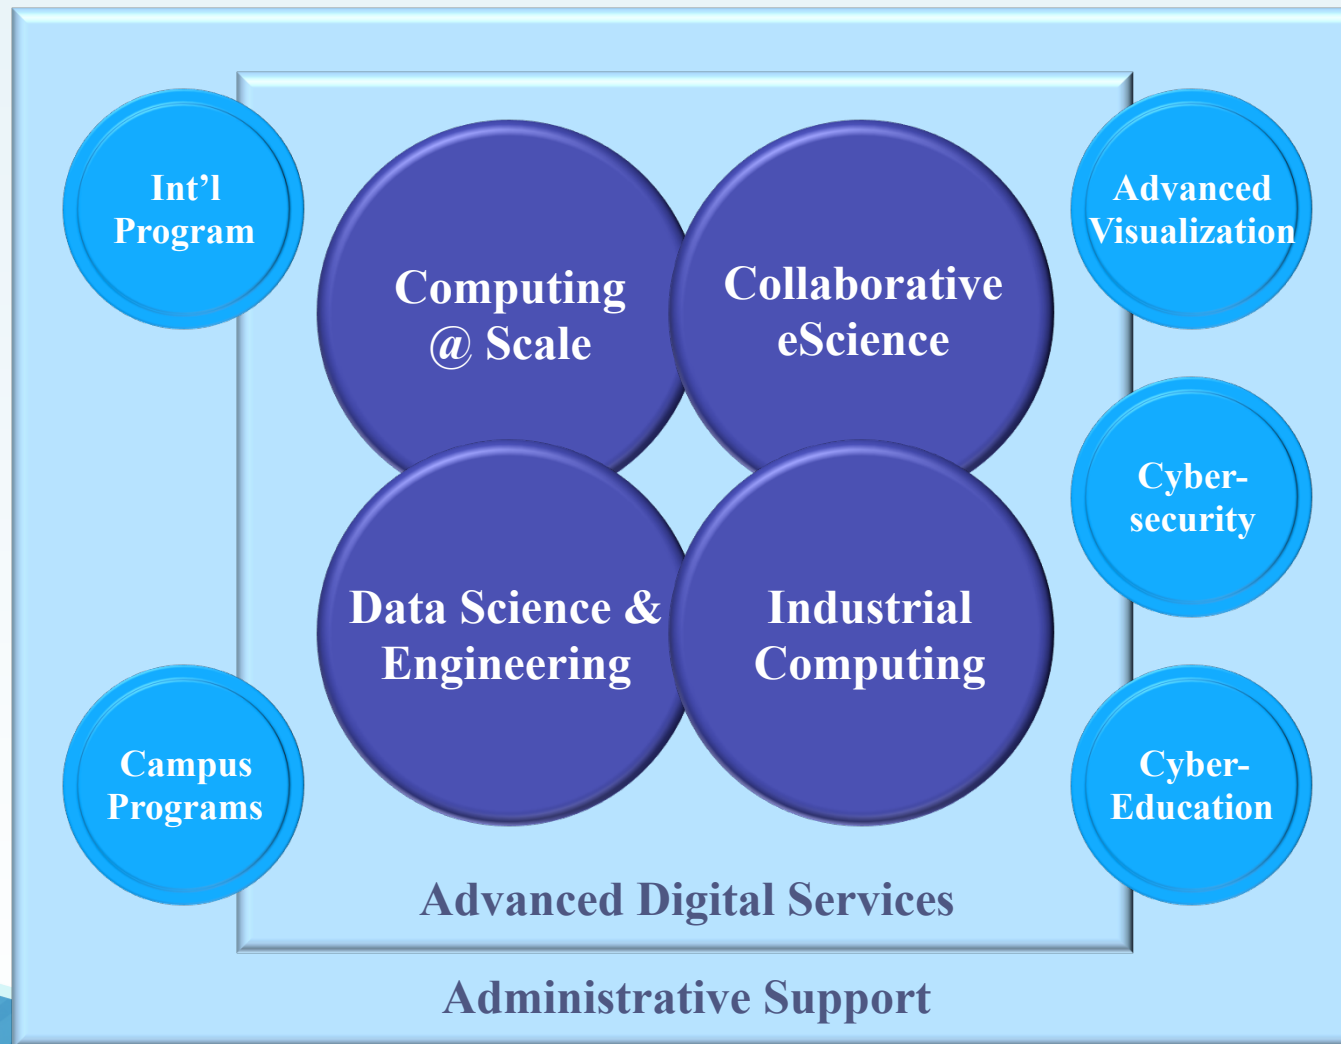 Int’l
Program
Advanced
Visualization
Computing
@ Scale
Collaborative
eScience
Cyber-
security
Data Science &
Engineering
Industrial
Computing
Campus
Programs
Cyber-
Education
Advanced Digital Services
Administrative Support